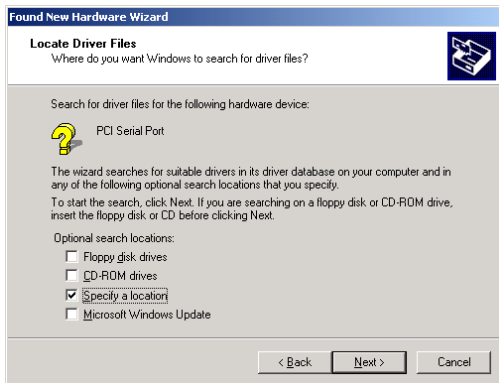 Found New Hardware Wizard
Locate Driver Files
Where do you want Windows to search for driver files?
Search for driver files for the following hardware device:
PCI Serial Port
The wizard searches for suitable drivers in its driver database on your computer and in
any of the following optional search locations that you specify.
To start the search, click Next. If you are searching on a floppy disk or CD-ROM drive,
insert the floppy disk or CD before clicking Next.
Optional search locations:
Floppy disk drives
CD-ROM drives
Specify a location
Microsoft Windows Update
< Back Next > Cancel